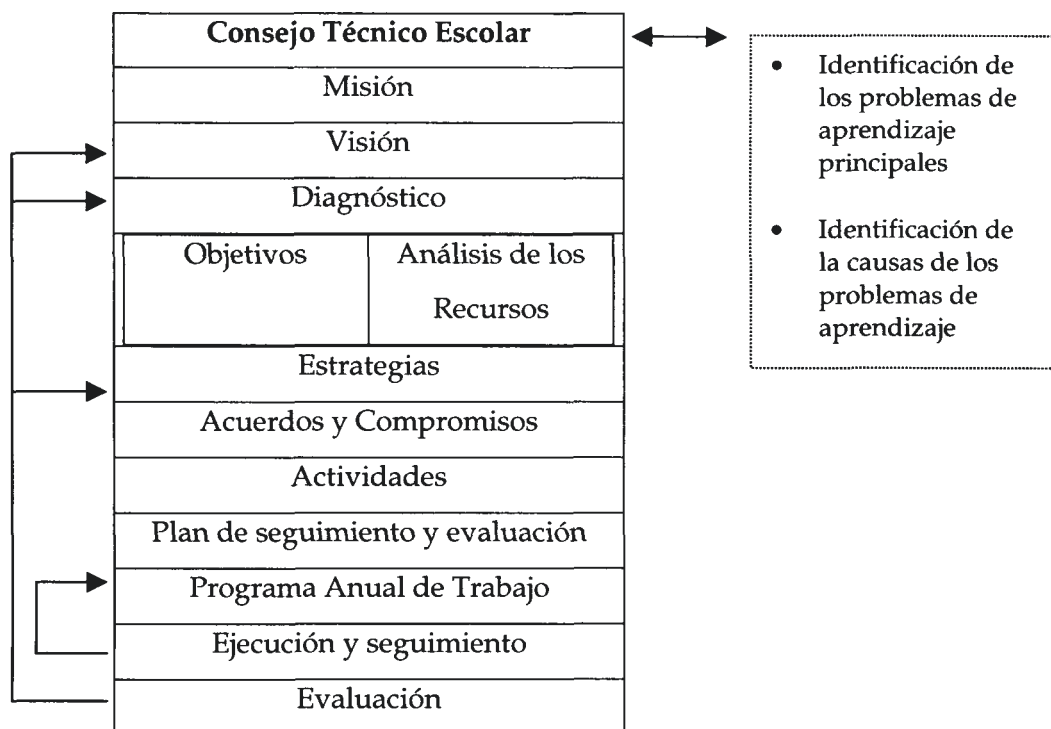 Consejo Técnico Escolar
Misión
Visión
Diagnóstico
Objetivos
Análisis de los
Recursos
Estrategias
Acuerdos y Compromisos
Actividades
Plan de seguimiento y evaluación
Programa Anual de Trabajo
Ejecución y seguimiento
Evaluación
• Identificación de
los problemas de
aprendizaje
principales
• Identificación de
la causas de los
problemas de
aprendizaje